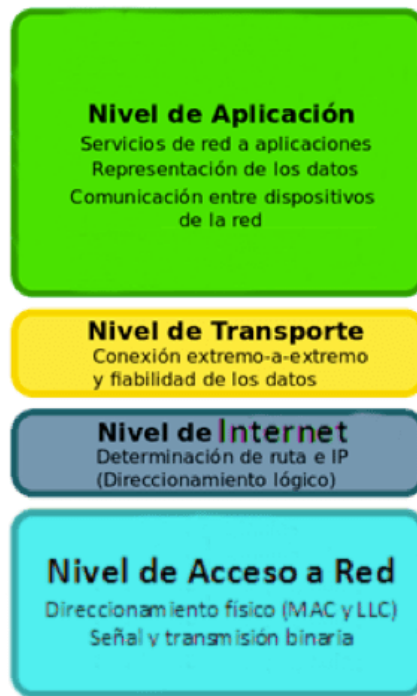 Nivel de Aplicación
Servicios de red a aplicaciones
Representación de los datos
Comunicación entre dispositivos
de la red
Nivel de Transporte
Conexión extremo-a-extremo
y fiabilidad de los datos
Nivel de Internet
Determinación de ruta e IP
(Direccionamiento lógico)
Nivel de Acceso a Red
Direccionamiento físico (MAC y LLC)
Señal y transmisión binaria